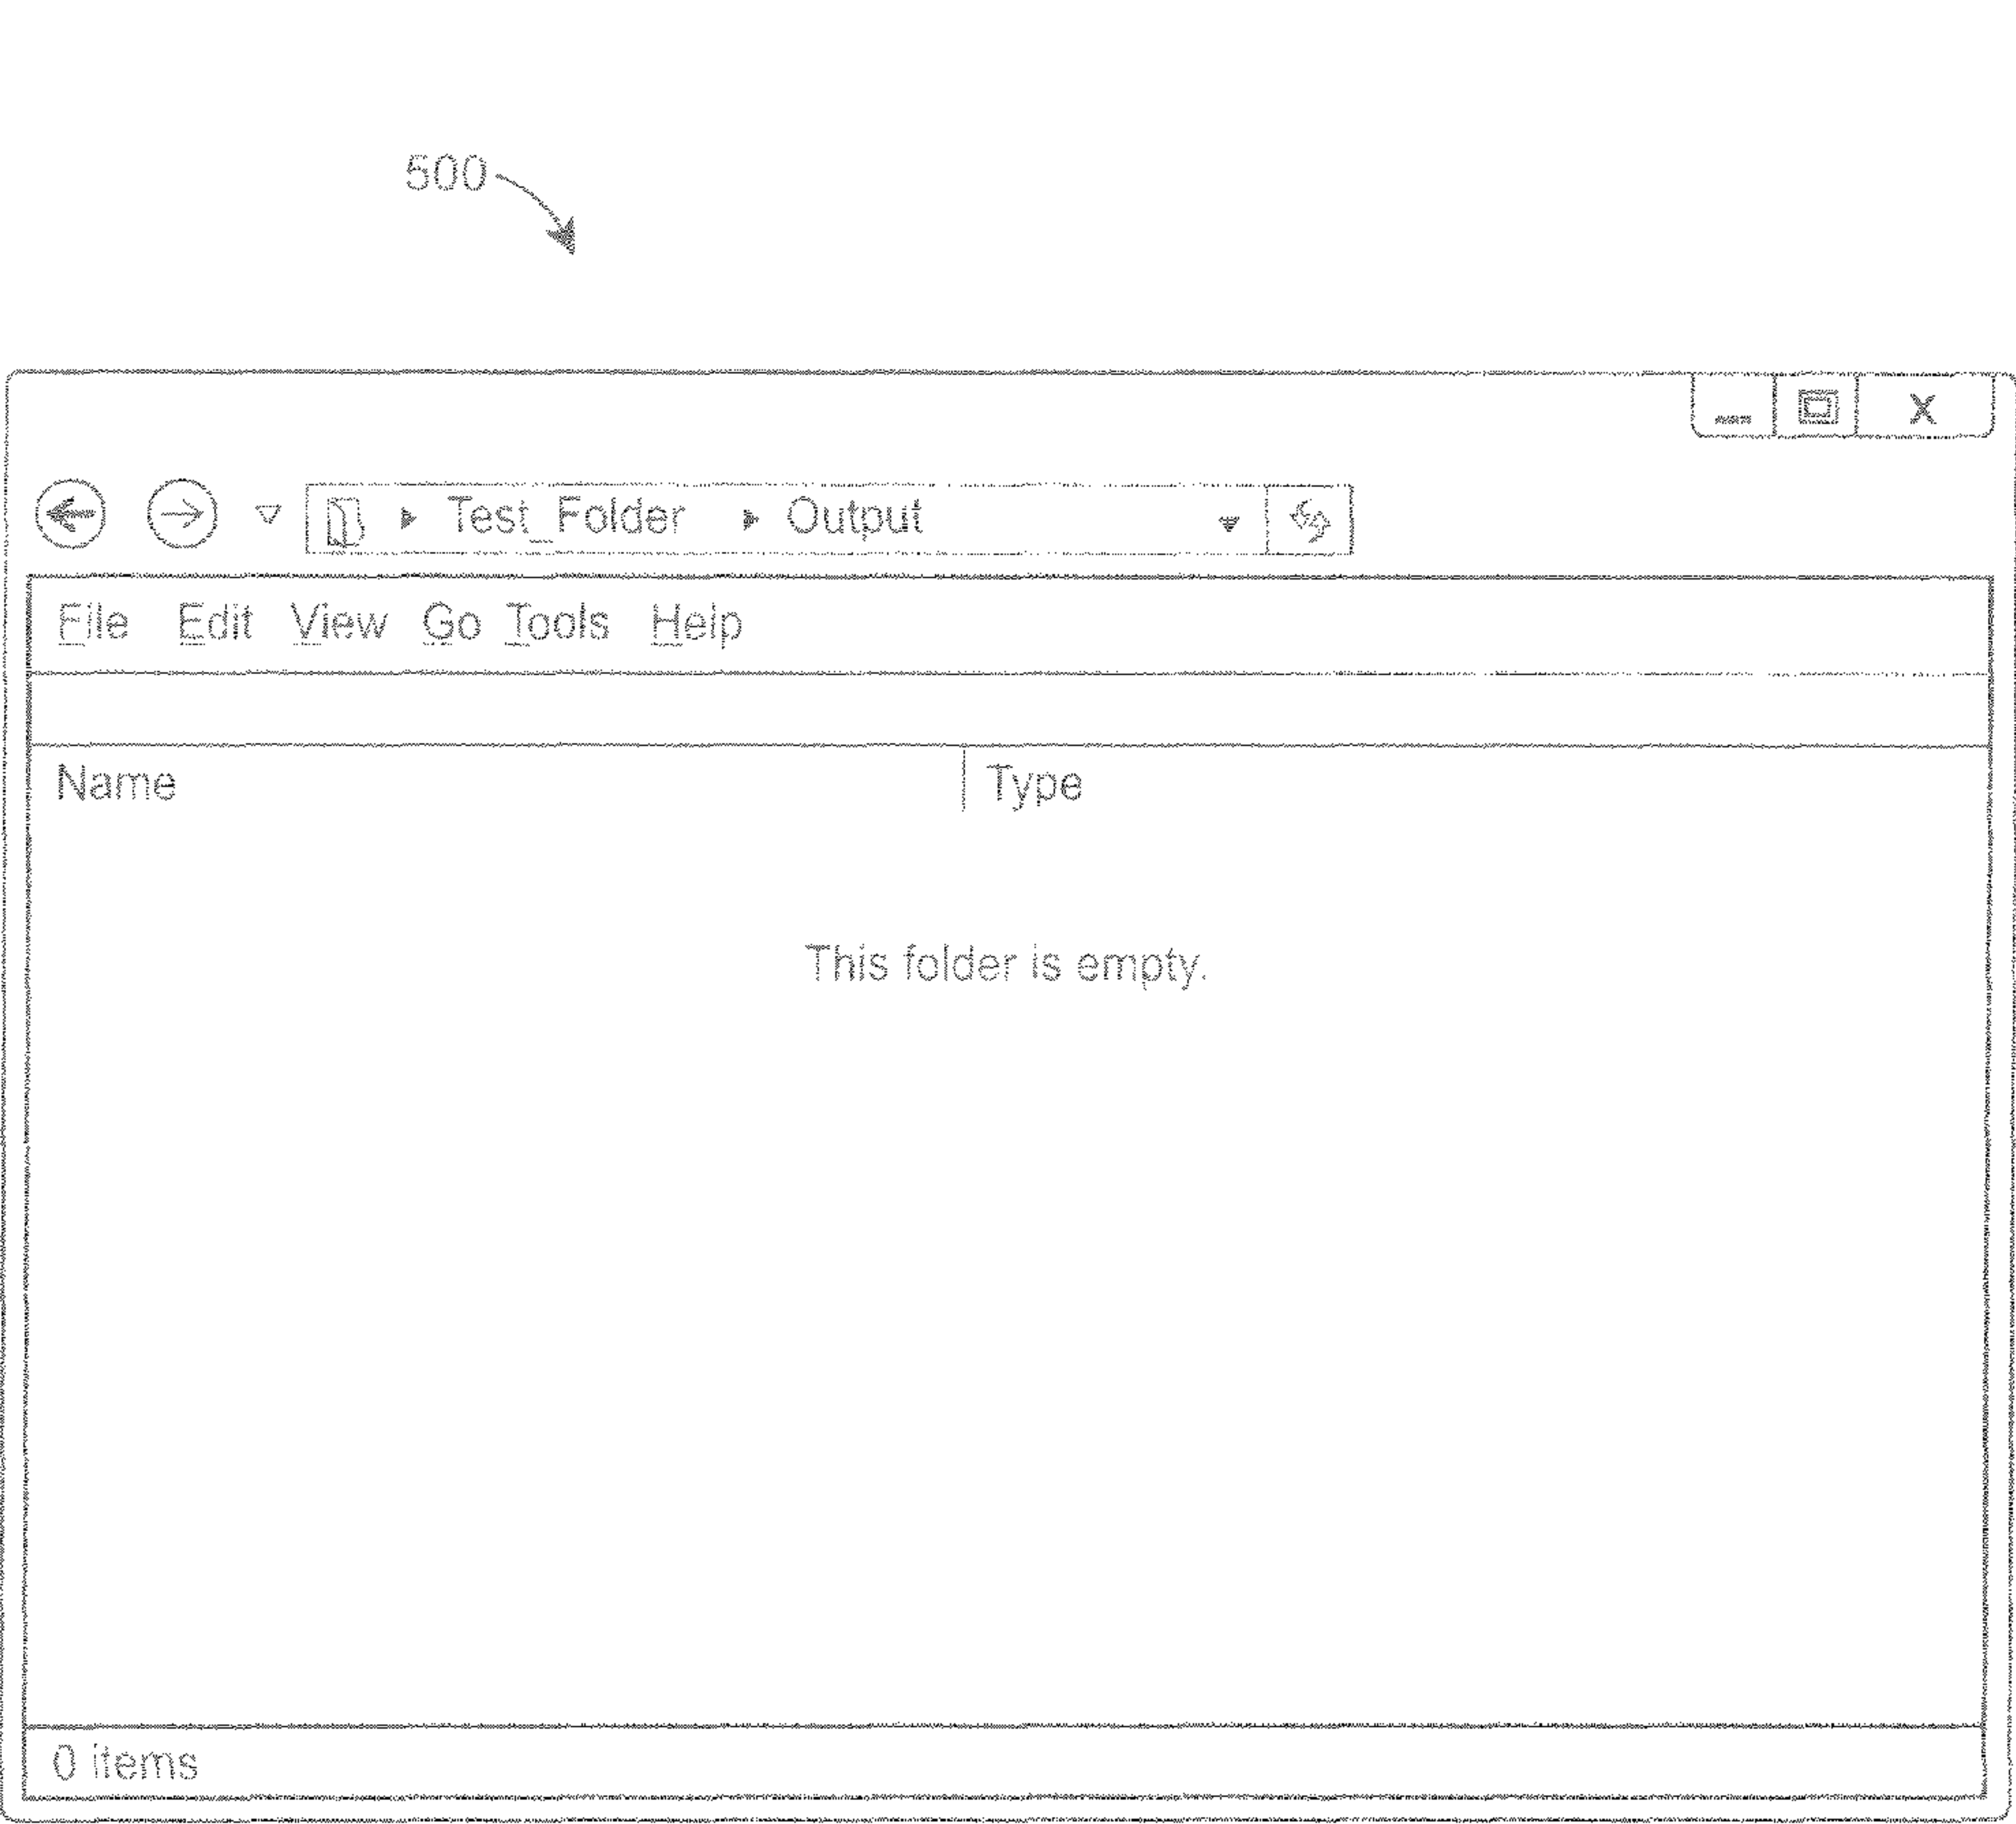 500
X
Test_Folder Output
File Edit View Go Tools Help
Name Type
This folder is empty.
0 items